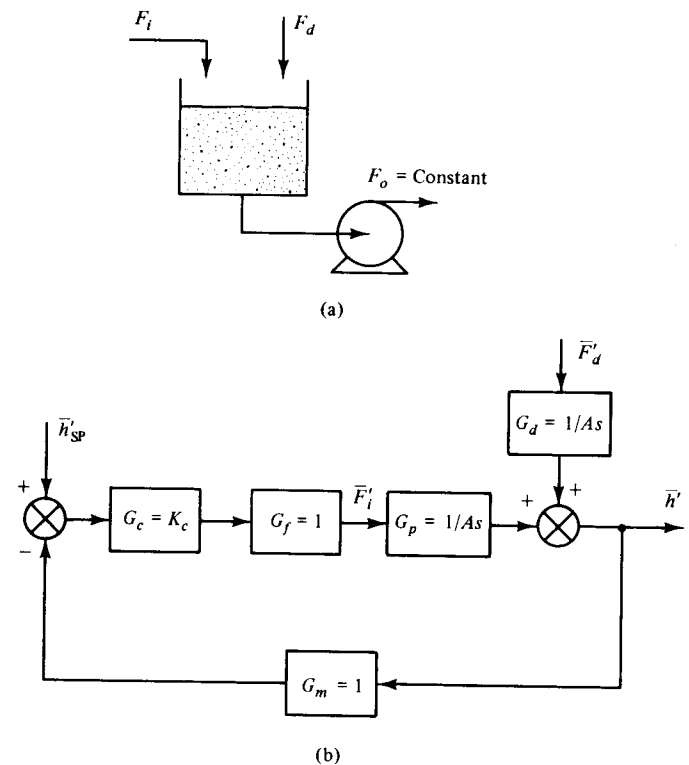 F_i
F_d
F_o = Constant
(a)
F̅'_d
G_d = 1/As
h̅'_SP
+
+
+
h̅'
G_c = K_c
G_f = 1
F̅'_i
G_p = 1/As
−
G_m = 1
(b)